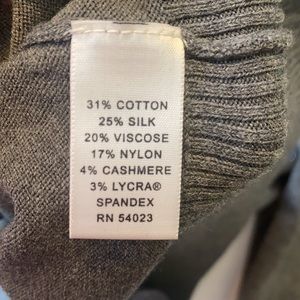 31% COTTON
25% SILK
20% VISCOSE
17% NYLON
4% CASHMERE
3% LYCRA®
SPANDEX
RN 54023